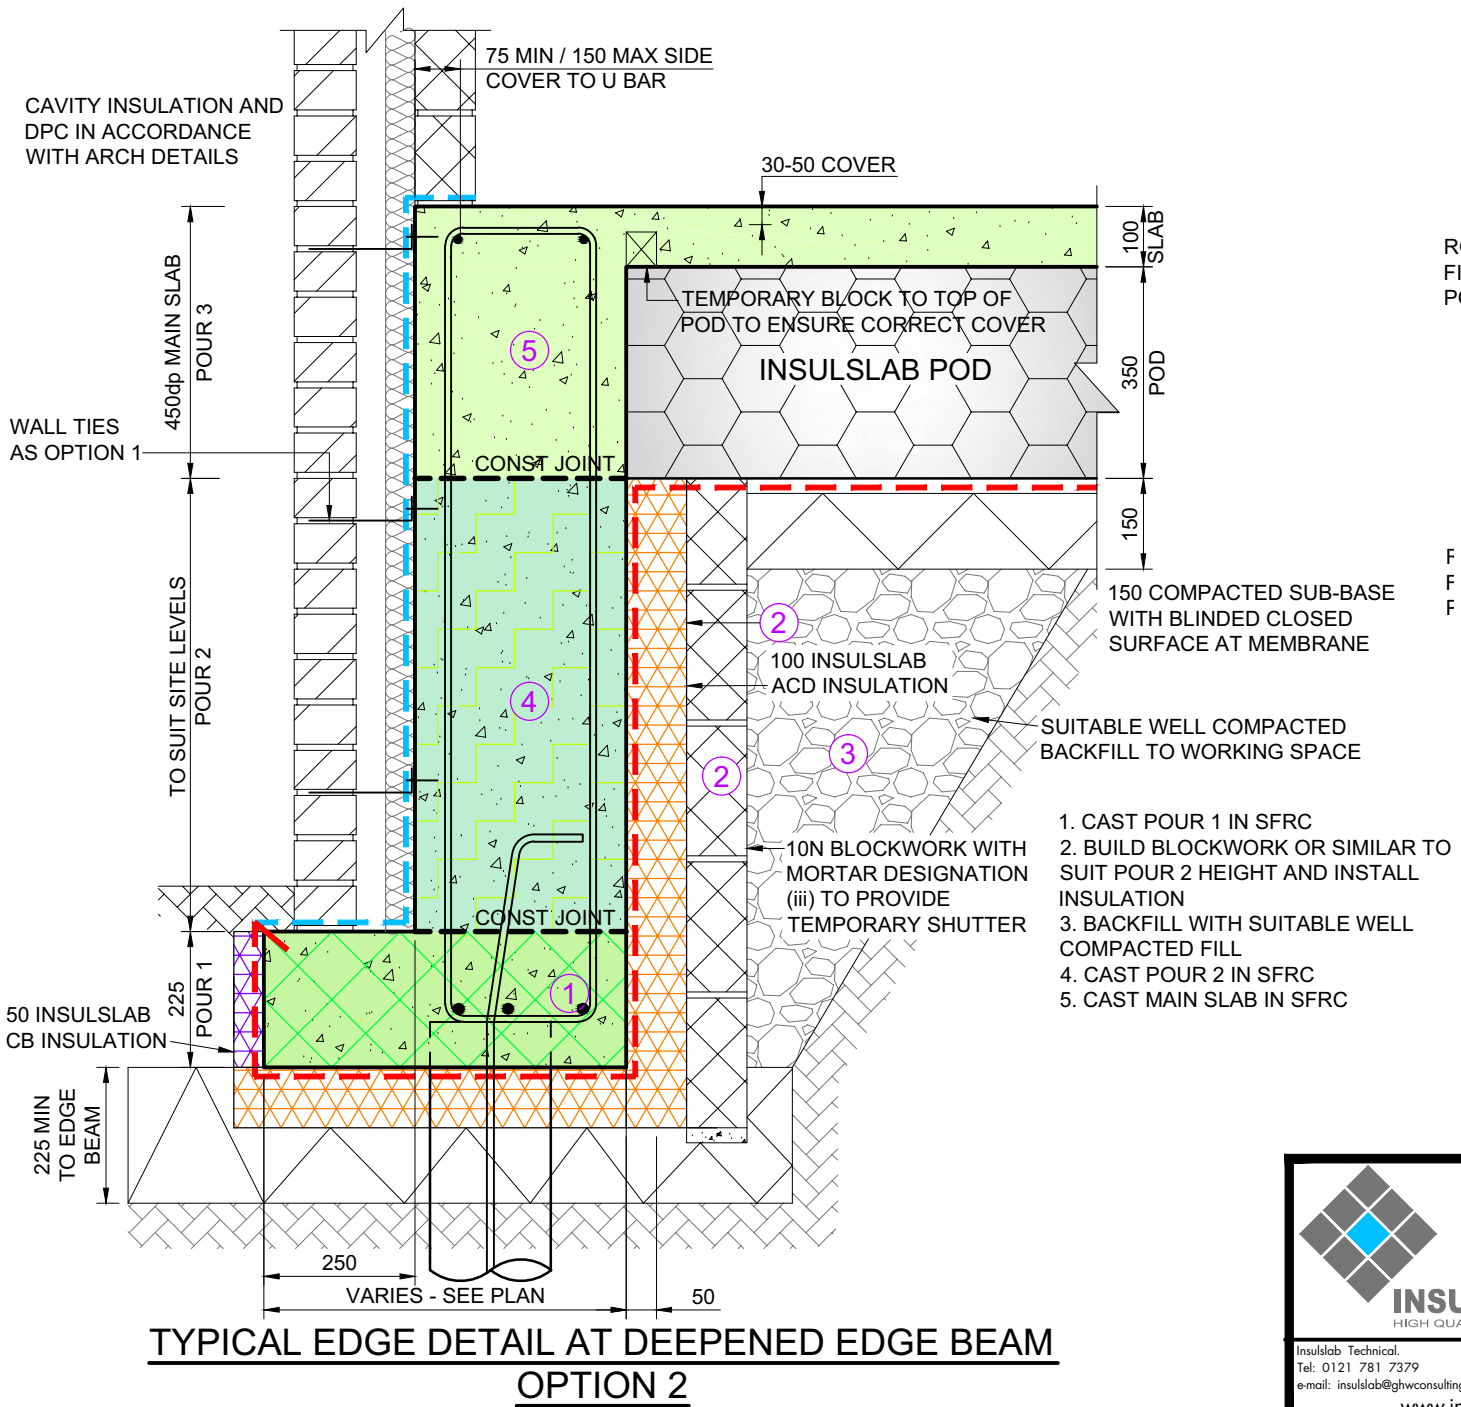 75 MIN / 150 MAX SIDE
COVER TO U BAR
CAVITY INSULATION AND
DPC IN ACCORDANCE
WITH ARCH DETAILS
30-50 COVER
100
SLAB
450dp MAIN SLAB
POUR 3
TEMPORARY BLOCK TO TOP OF
POD TO ENSURE CORRECT COVER
5
INSULSLAB POD
350
POD
WALL TIES
AS OPTION 1
CONST JOINT
150
TO SUIT SITE LEVELS
POUR 2
2
150 COMPACTED SUB-BASE
WITH BLINDED CLOSED
SURFACE AT MEMBRANE
100 INSULSLAB
ACD INSULATION
4
SUITABLE WELL COMPACTED
BACKFILL TO WORKING SPACE
3
2
10N BLOCKWORK WITH
MORTAR DESIGNATION
(iii) TO PROVIDE
TEMPORARY SHUTTER
1. CAST POUR 1 IN SFRC
2. BUILD BLOCKWORK OR SIMILAR TO
SUIT POUR 2 HEIGHT AND INSTALL
INSULATION
3. BACKFILL WITH SUITABLE WELL
COMPACTED FILL
4. CAST POUR 2 IN SFRC
5. CAST MAIN SLAB IN SFRC
CONST JOINT
225
POUR 1
1
50 INSULSLAB
CB INSULATION
225 MIN
TO EDGE
BEAM
250
VARIES - SEE PLAN
50
TYPICAL EDGE DETAIL AT DEEPENED EDGE BEAM
OPTION 2
INSU
HIGH QUA
Insulslab Technical.
Tel: 0121 781 7379
e-mail: insulslab@ghwconsulting